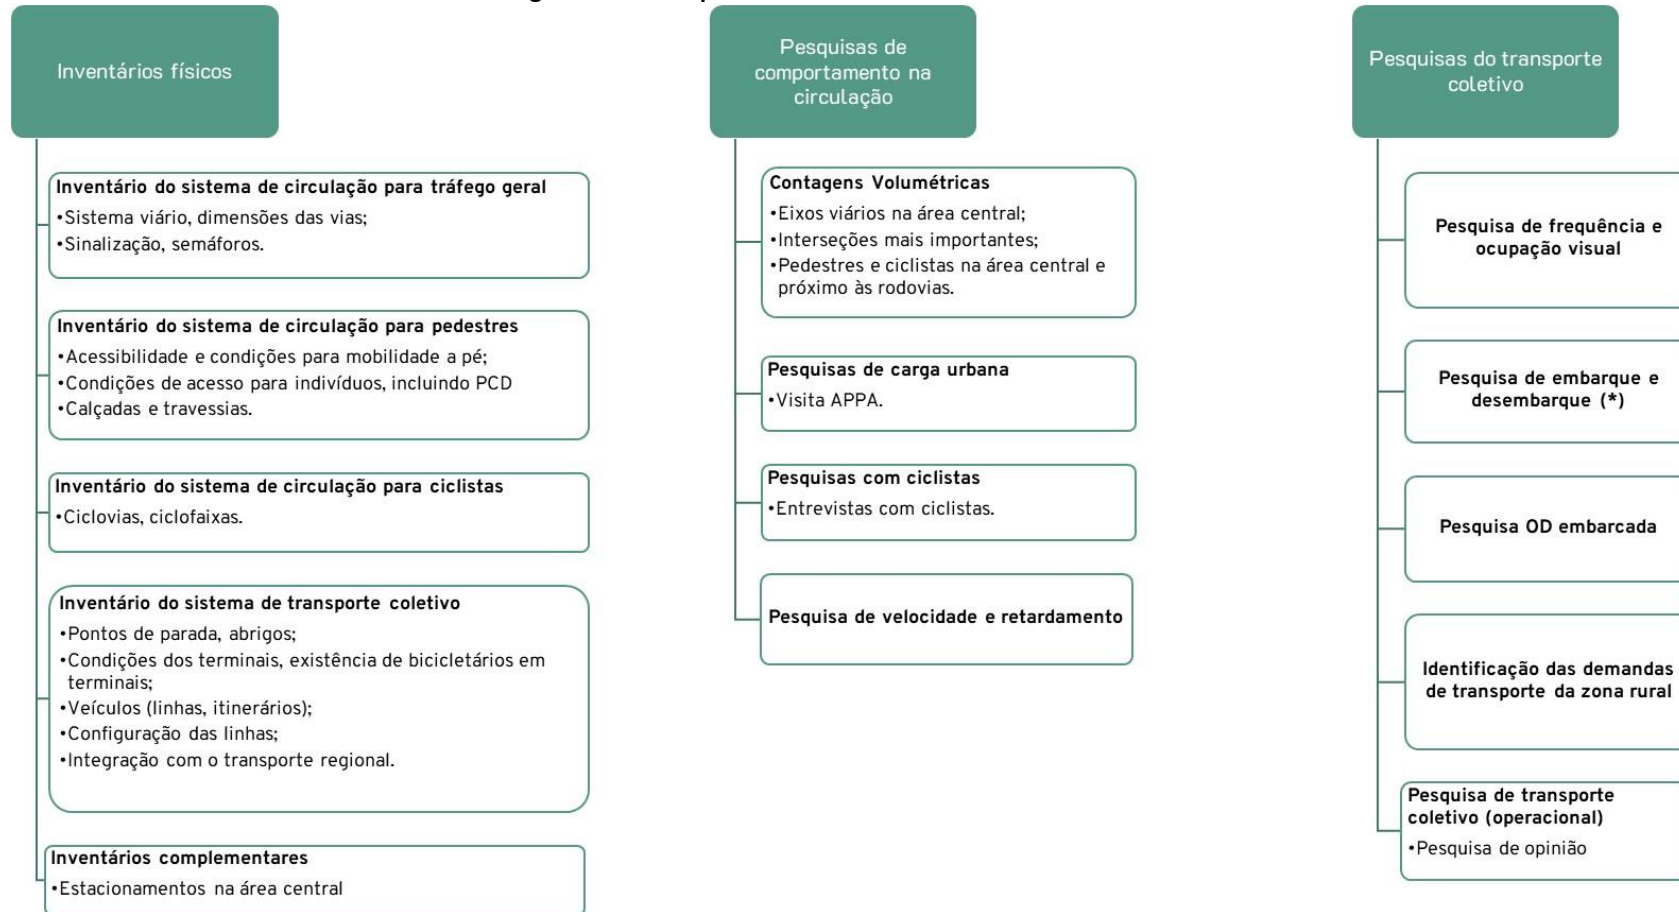 Inventários físicos
Inventário do sistema de circulação para tráfego geral
•Sistema viário, dimensões das vias;
•Sinalização, semáforos.
Inventário do sistema de circulação para pedestres
•Acessibilidade e condições para mobilidade a pé;
•Condições de acesso para indivíduos, incluindo PCD
•Calçadas e travessias.
Inventário do sistema de circulação para ciclistas
•Ciclovias, ciclofaixas.
Inventário do sistema de transporte coletivo
•Pontos de parada, abrigos;
•Condições dos terminais, existência de bicicletários em
terminais;
•Veículos (linhas, itinerários);
•Configuração das linhas;
•Integração com o transporte regional.
Inventários complementares
•Estacionamentos na área central
Pesquisas de
comportamento na
circulação
Contagens Volumétricas
•Eixos viários na área central;
•Interseções mais importantes;
•Pedestres e ciclistas na área central e
próximo às rodovias.
Pesquisas de carga urbana
•Visita APPA.
Pesquisas com ciclistas
•Entrevistas com ciclistas.
Pesquisa de velocidade e retardamento
Pesquisas do transporte
coletivo
Pesquisa de frequência e
ocupação visual
Pesquisa de embarque e
desembarque (*)
Pesquisa OD embarcada
Identificação das demandas
de transporte da zona rural
Pesquisa de transporte
coletivo (operacional)
•Pesquisa de opinião